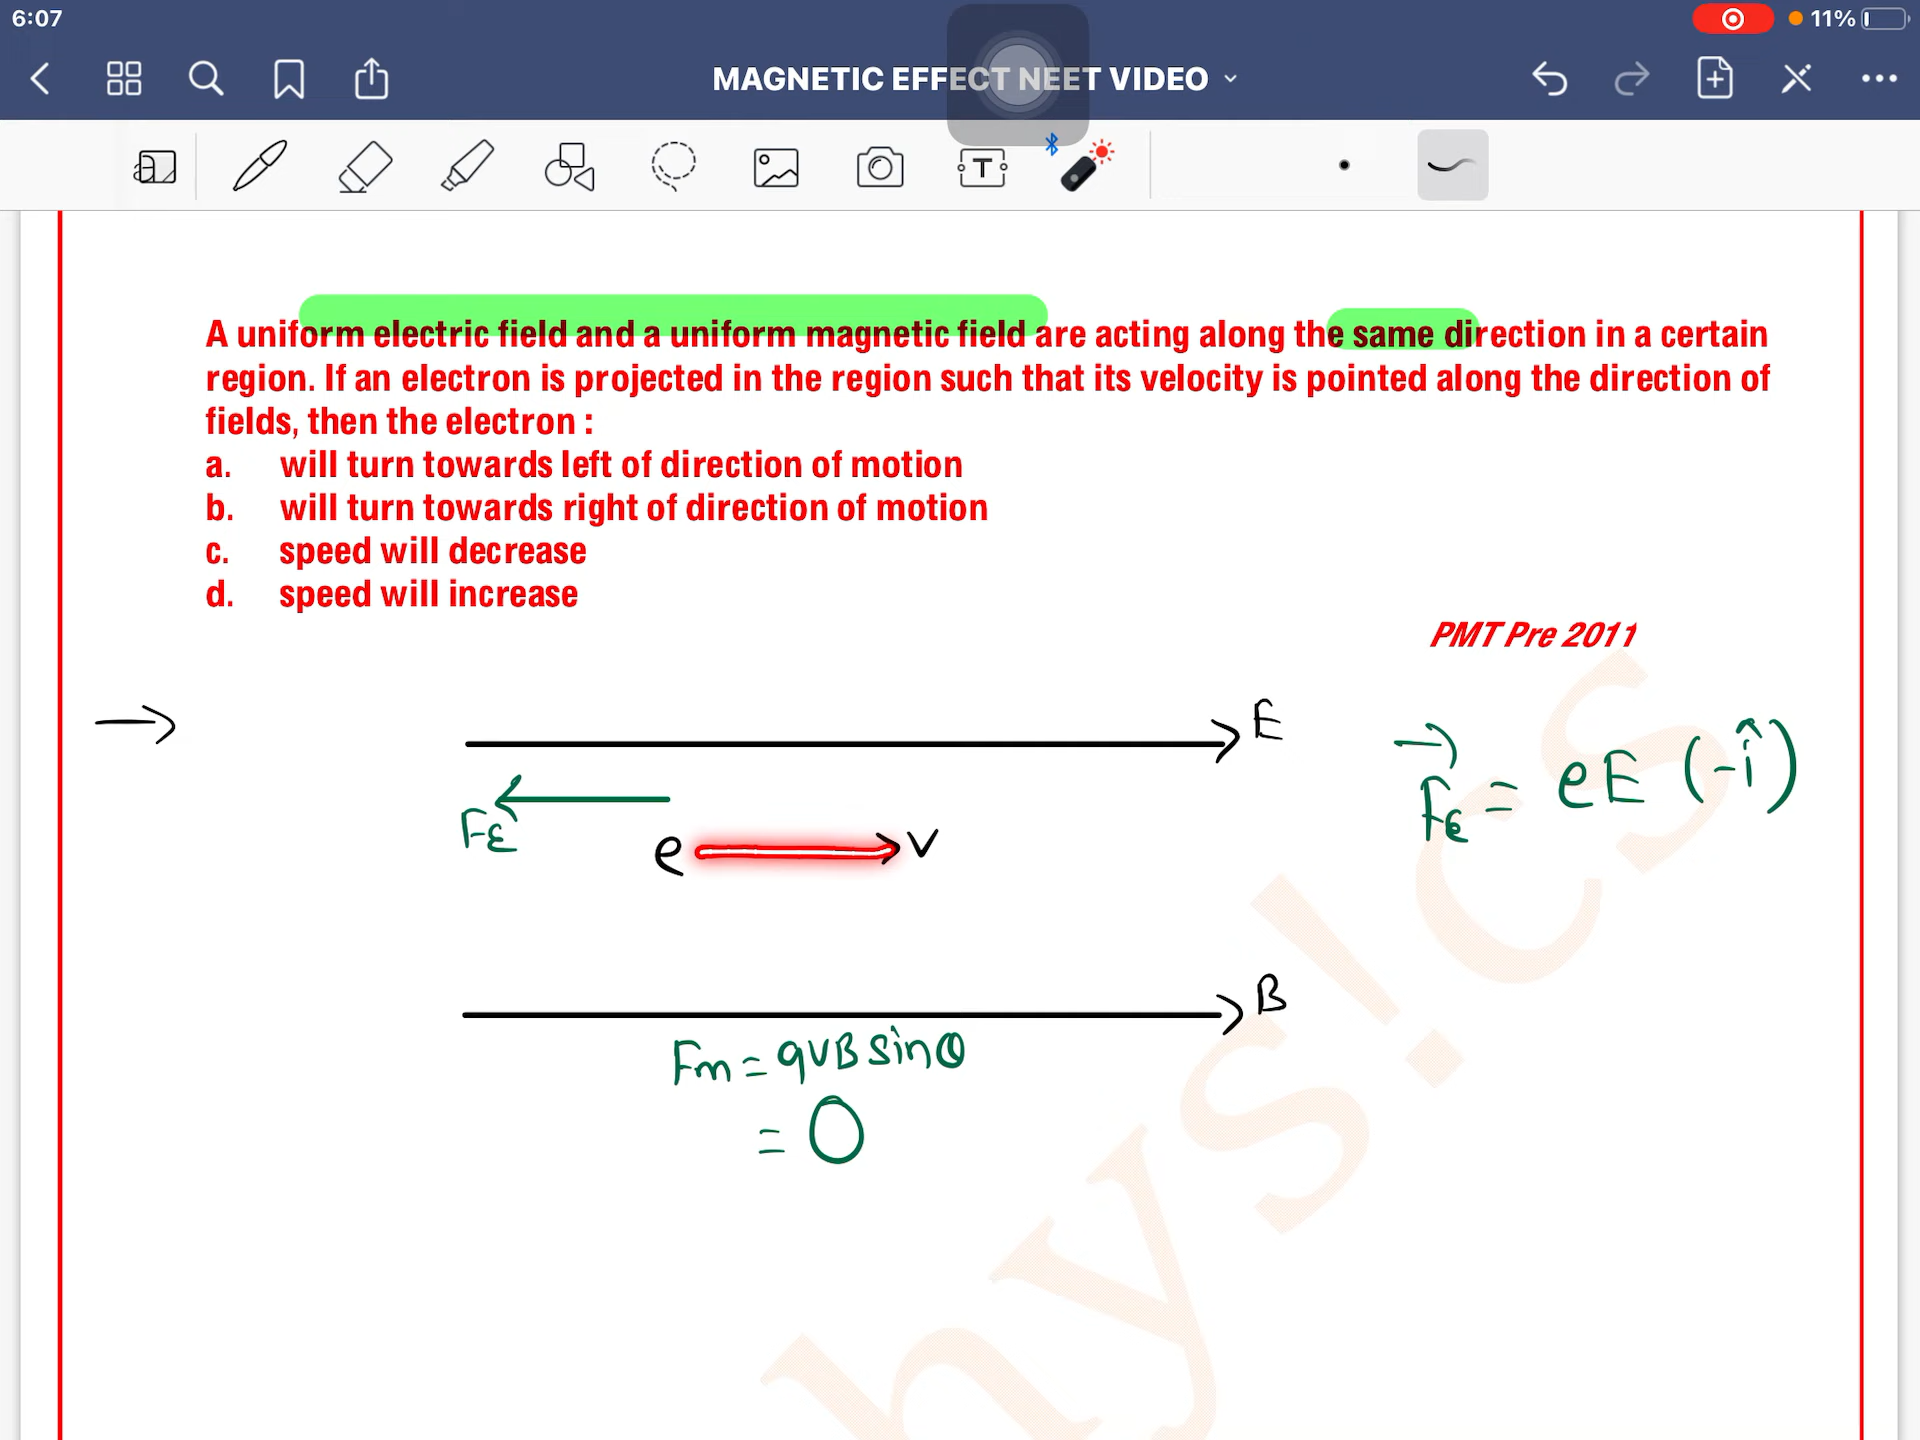 6:07
11%
MAGNETIC EFFECT NEET VIDEO
A uniform electric field and a uniform magnetic field are acting along the same direction in a certain
region. If an electron is projected in the region such that its velocity is pointed along the direction of
fields, then the electron :
a. will turn towards left of direction of motion
b. will turn towards right of direction of motion
c. speed will decrease
d. speed will increase
PMT Pre 2011
E
F⃗E = eE (-î)
FE
e
v
B
Fm = qVB sinθ
= 0
hys!cs